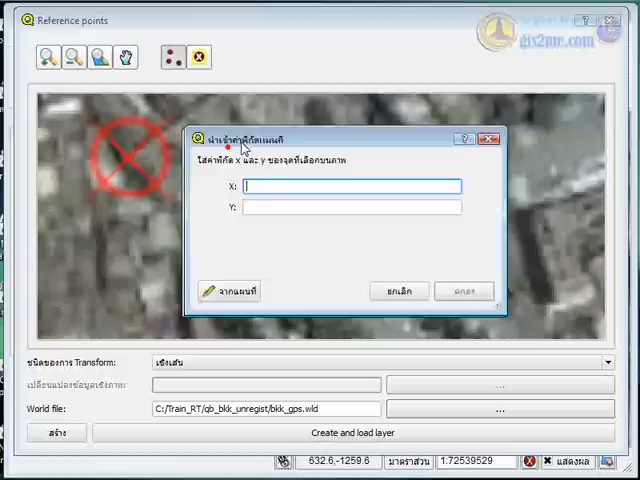 Reference points
gis2me.com
นำเข้าค่าพิกัดแผนที่
ใส่ค่าพิกัด x และ y ของจุดที่เลือกบนภาพ
X:
Y:
จากแผนที่
ยกเลิก
ตกลง
ชนิดของการ Transform:
เชิงเส้น
เปลี่ยนแปลงข้อมูลเชิงภาพ:
...
World file:
C:/Train_RT/qb_bkk_unregist/bkk_gps.wld
...
สร้าง
Create and load layer
632.6,-1259.6
มาตราส่วน
1:72539529
แสดงผล